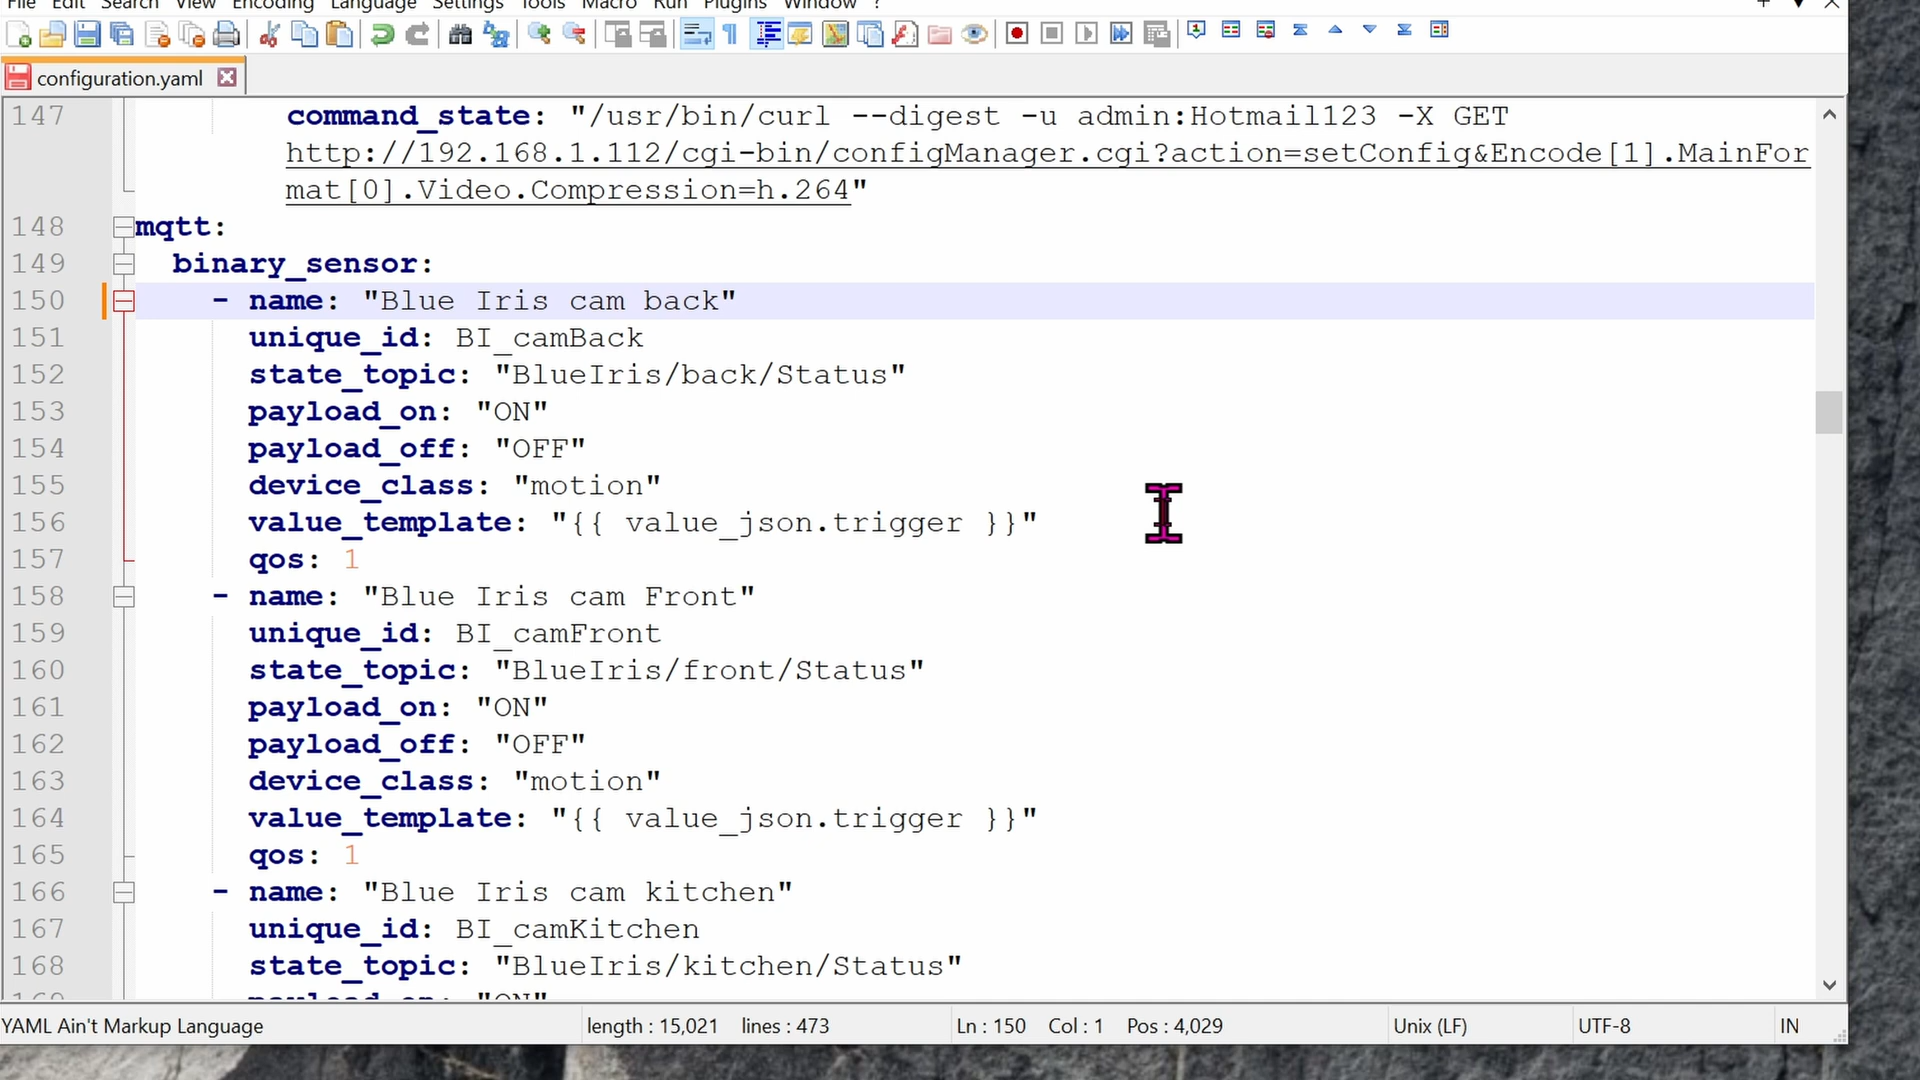 File Edit Search View Encoding Language Settings Tools Macro Run Plugins Window ?
configuration.yaml
147 command_state: "/usr/bin/curl --digest -u admin:Hotmail123 -X GET
http://192.168.1.112/cgi-bin/configManager.cgi?action=setConfig&Encode[1].MainFor
mat[0].Video.Compression=h.264"
148 mqtt:
149 binary_sensor:
150 - name: "Blue Iris cam back"
151 unique_id: BI_camBack
152 state_topic: "BlueIris/back/Status"
153 payload_on: "ON"
154 payload_off: "OFF"
155 device_class: "motion"
156 value_template: "{{ value_json.trigger }}"
157 qos: 1
158 - name: "Blue Iris cam Front"
159 unique_id: BI_camFront
160 state_topic: "BlueIris/front/Status"
161 payload_on: "ON"
162 payload_off: "OFF"
163 device_class: "motion"
164 value_template: "{{ value_json.trigger }}"
165 qos: 1
166 - name: "Blue Iris cam kitchen"
167 unique_id: BI_camKitchen
168 state_topic: "BlueIris/kitchen/Status"
169 payload_on: "ON"
YAML Ain't Markup Language length : 15,021 lines : 473 Ln : 150 Col : 1 Pos : 4,029 Unix (LF) UTF-8 IN